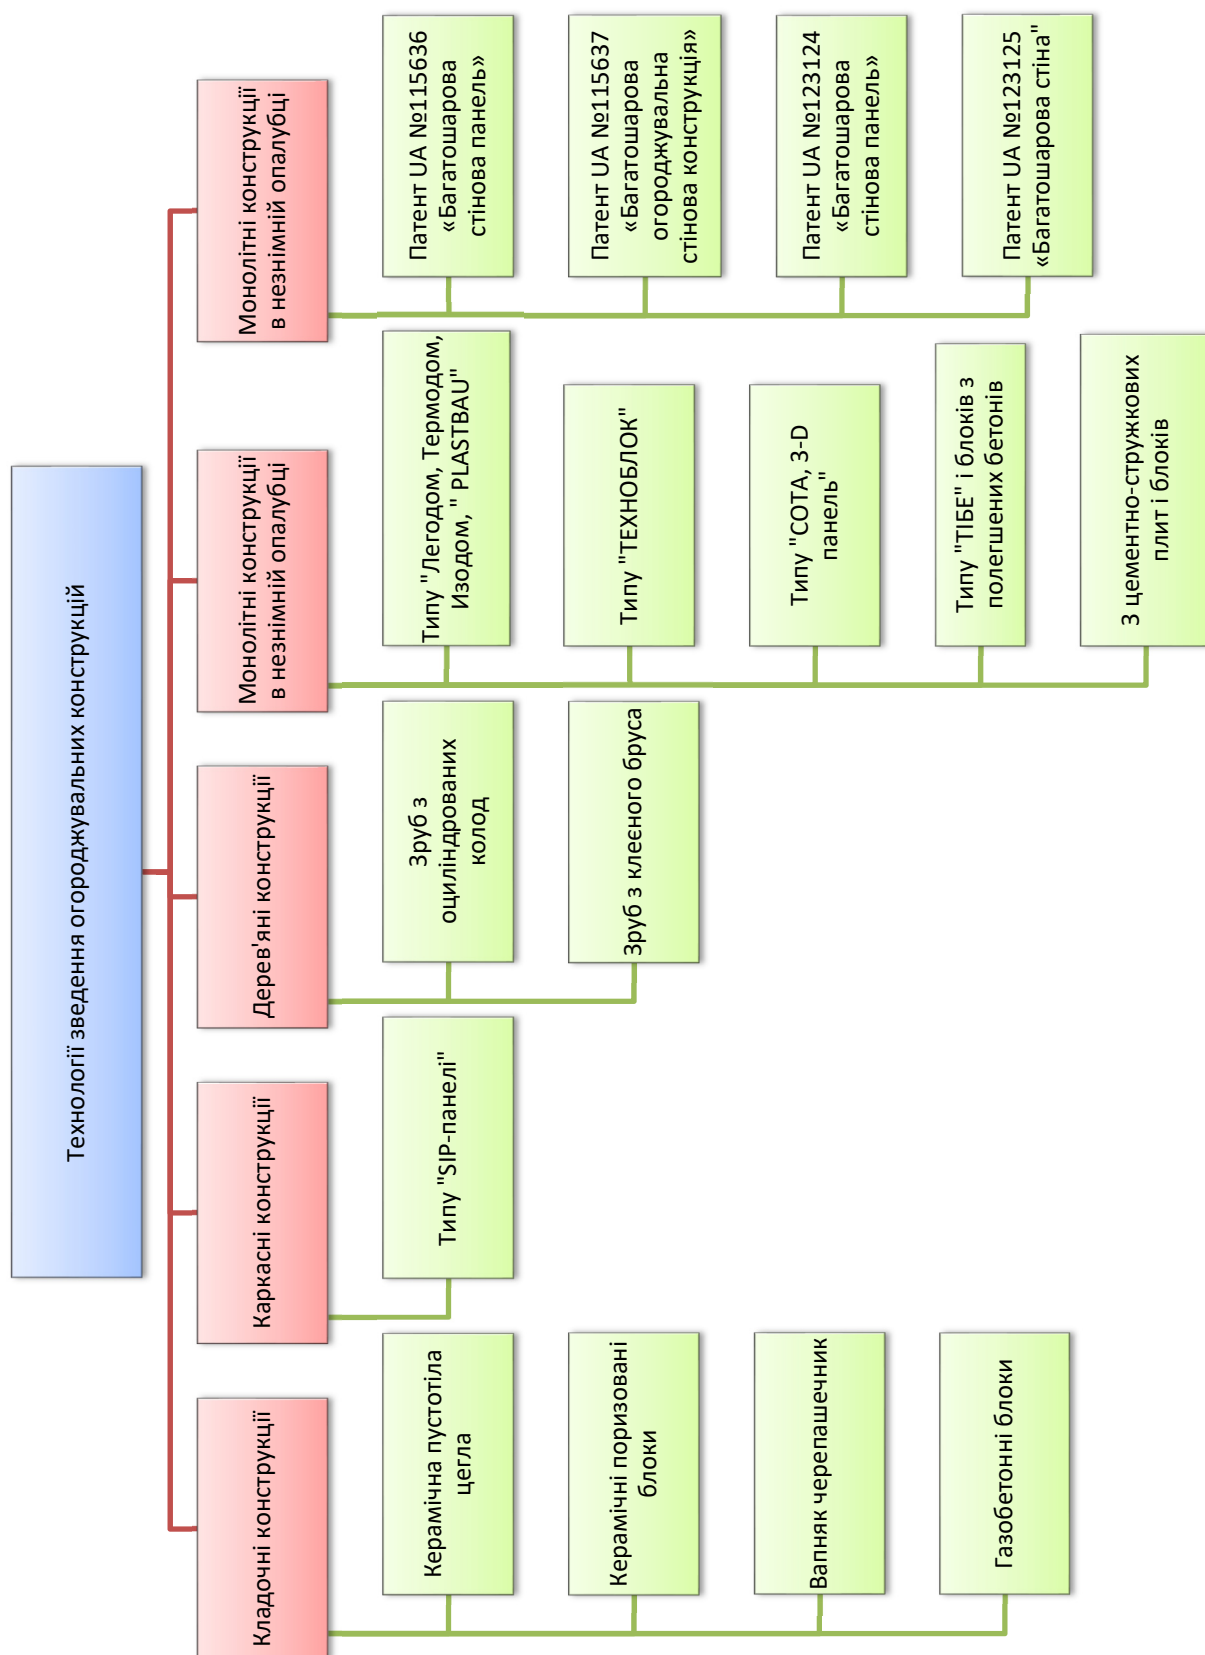 Технології зведення огороджувальних конструкцій
Кладочні конструкції
Керамічна пустотіла
цегла
Керамічні поризовані
блоки
Вапняк черепашечник
Газобетонні блоки
Каркасні конструкції
Типу "SIP-панелі"
Дерев'яні конструкції
Зруб з
оциліндрованих
колод
Зруб з клеєного бруса
Монолітні конструкції
в незнімній опалубці
Типу "Легодом, Термодом,
Изодом, " PLASTBAU"
Типу "ТЕХНОБЛОК"
Типу "СОТА, 3-D
панель"
Типу "ТІБЕ" і блоків з
полегшених бетонів
З цементно-стружкових
плит і блоків
Монолітні конструкції
в незнімній опалубці
Патент UA №115636
«Багатошарова
стінова панель»
Патент UA №115637
«Багатошарова
огороджувальна
стінова конструкція»
Патент UA №123124
«Багатошарова
стінова панель»
Патент UA №123125
«Багатошарова стіна"